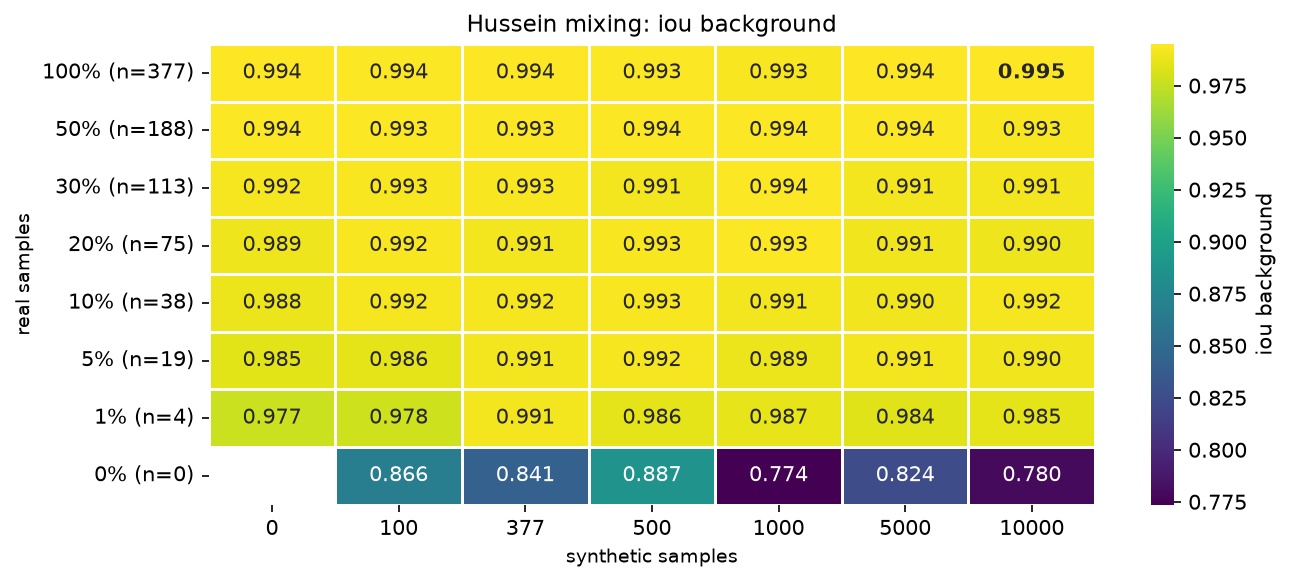 Hussein mixing: iou background
real samples
100% (n=377) 0.994 0.994 0.994 0.993 0.993 0.994 0.995
50% (n=188) 0.994 0.993 0.993 0.994 0.994 0.994 0.993
30% (n=113) 0.992 0.993 0.993 0.991 0.994 0.991 0.991
20% (n=75) 0.989 0.992 0.991 0.993 0.993 0.991 0.990
10% (n=38) 0.988 0.992 0.992 0.993 0.991 0.990 0.992
5% (n=19) 0.985 0.986 0.991 0.992 0.989 0.991 0.990
1% (n=4) 0.977 0.978 0.991 0.986 0.987 0.984 0.985
0% (n=0) 0.866 0.841 0.887 0.774 0.824 0.780
0 100 377 500 1000 5000 10000
synthetic samples
0.975
0.950
0.925
0.900
0.875
0.850
0.825
0.800
0.775
iou background